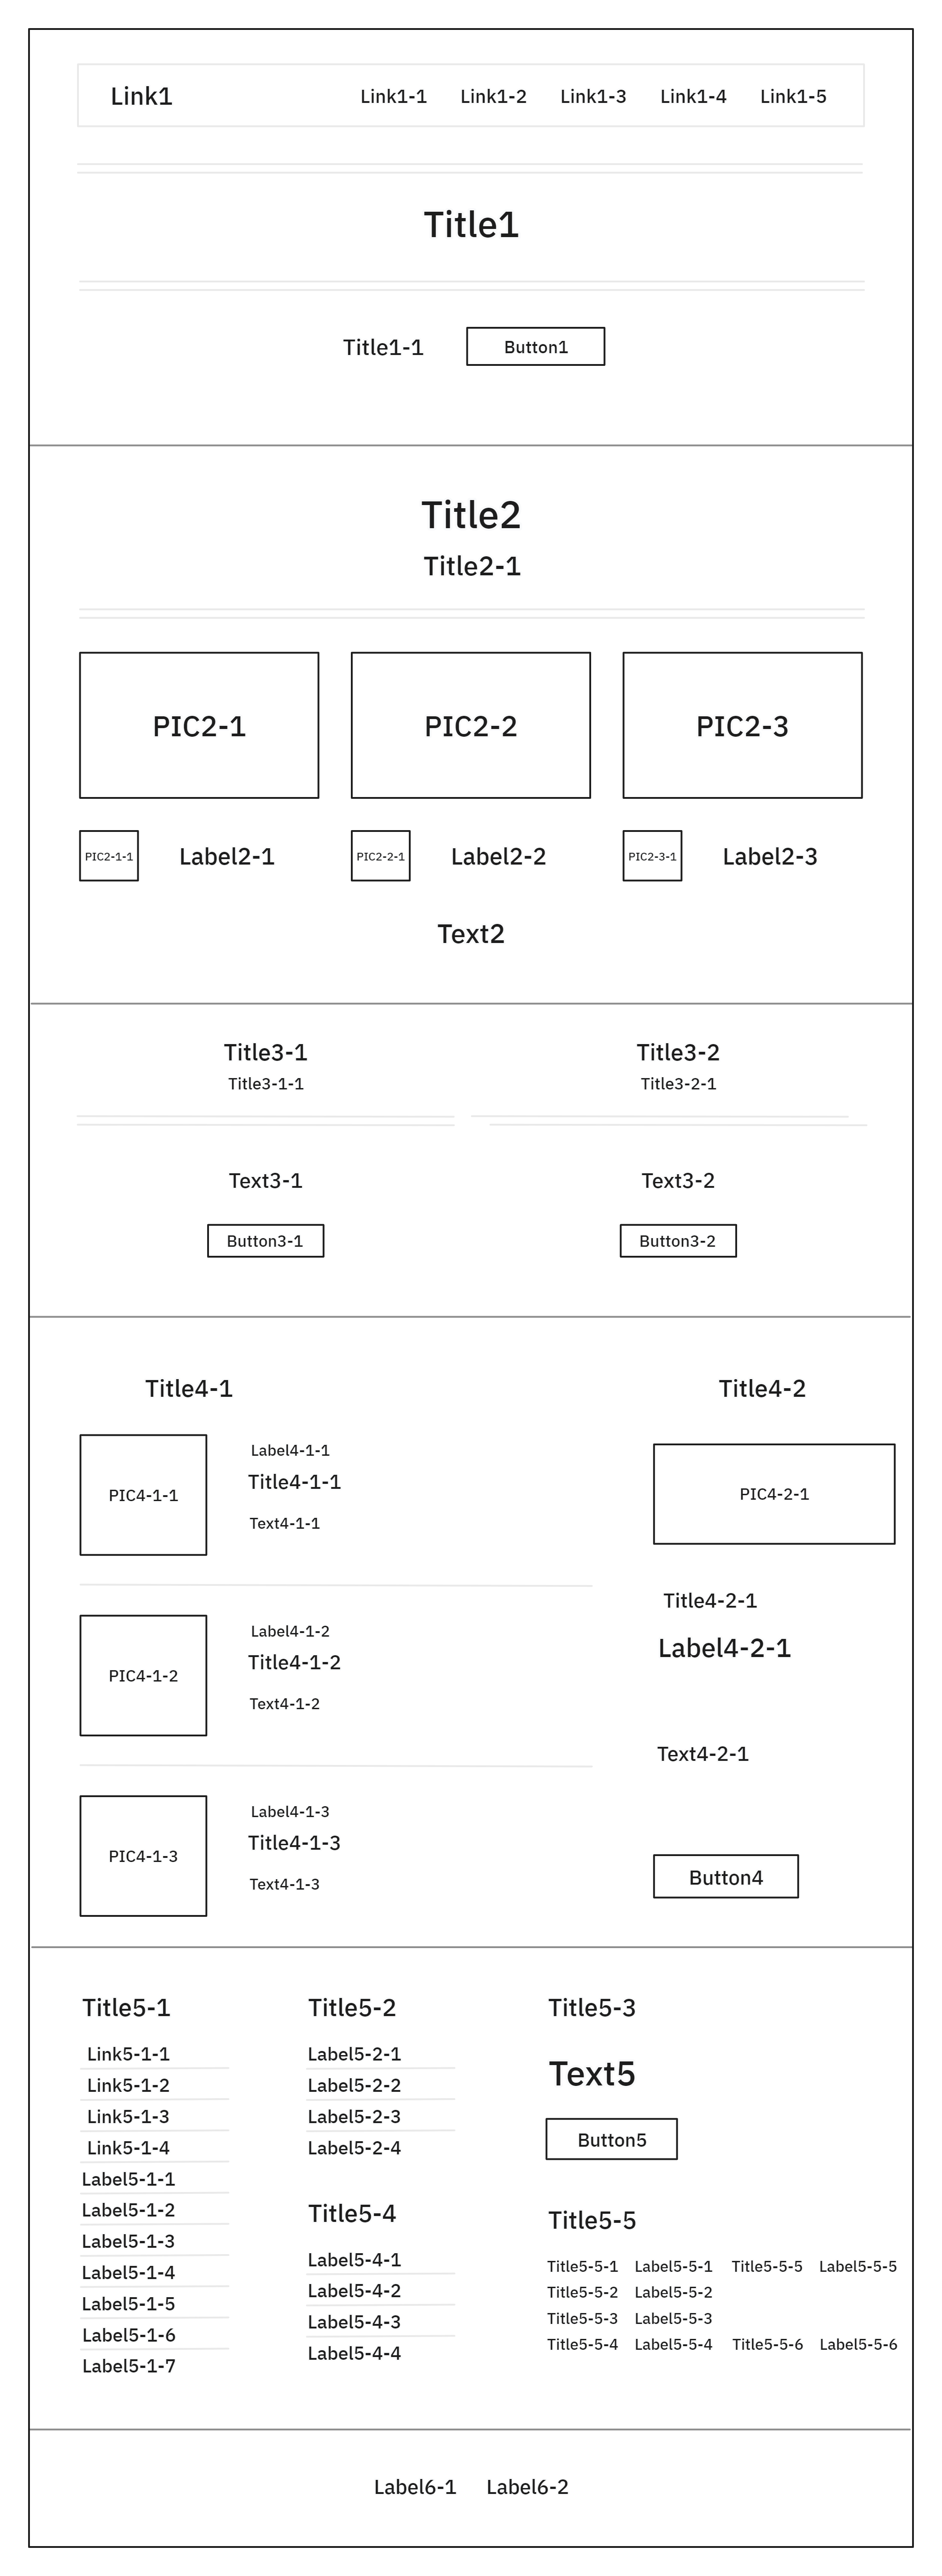 Link1 Link1-1 Link1-2 Link1-3 Link1-4 Link1-5
Title1
Title1-1 Button1
Title2
Title2-1
PIC2-1 PIC2-2 PIC2-3
PIC2-1-1 Label2-1 PIC2-2-1 Label2-2 PIC2-3-1 Label2-3
Text2
Title3-1 Title3-2
Title3-1-1 Title3-2-1
Text3-1 Text3-2
Button3-1 Button3-2
Title4-1
PIC4-1-1
Label4-1-1
Title4-1-1
Text4-1-1
PIC4-1-2
Label4-1-2
Title4-1-2
Text4-1-2
PIC4-1-3
Label4-1-3
Title4-1-3
Text4-1-3
Title4-2
PIC4-2-1
Title4-2-1
Label4-2-1
Text4-2-1
Button4
Title5-1
Link5-1-1
Link5-1-2
Link5-1-3
Link5-1-4
Label5-1-1
Label5-1-2
Label5-1-3
Label5-1-4
Label5-1-5
Label5-1-6
Label5-1-7
Title5-2
Label5-2-1
Label5-2-2
Label5-2-3
Label5-2-4
Title5-4
Label5-4-1
Label5-4-2
Label5-4-3
Label5-4-4
Title5-3
Text5
Button5
Title5-5
Title5-5-1 Label5-5-1 Title5-5-5 Label5-5-5
Title5-5-2 Label5-5-2
Title5-5-3 Label5-5-3
Title5-5-4 Label5-5-4 Title5-5-6 Label5-5-6
Label6-1 Label6-2